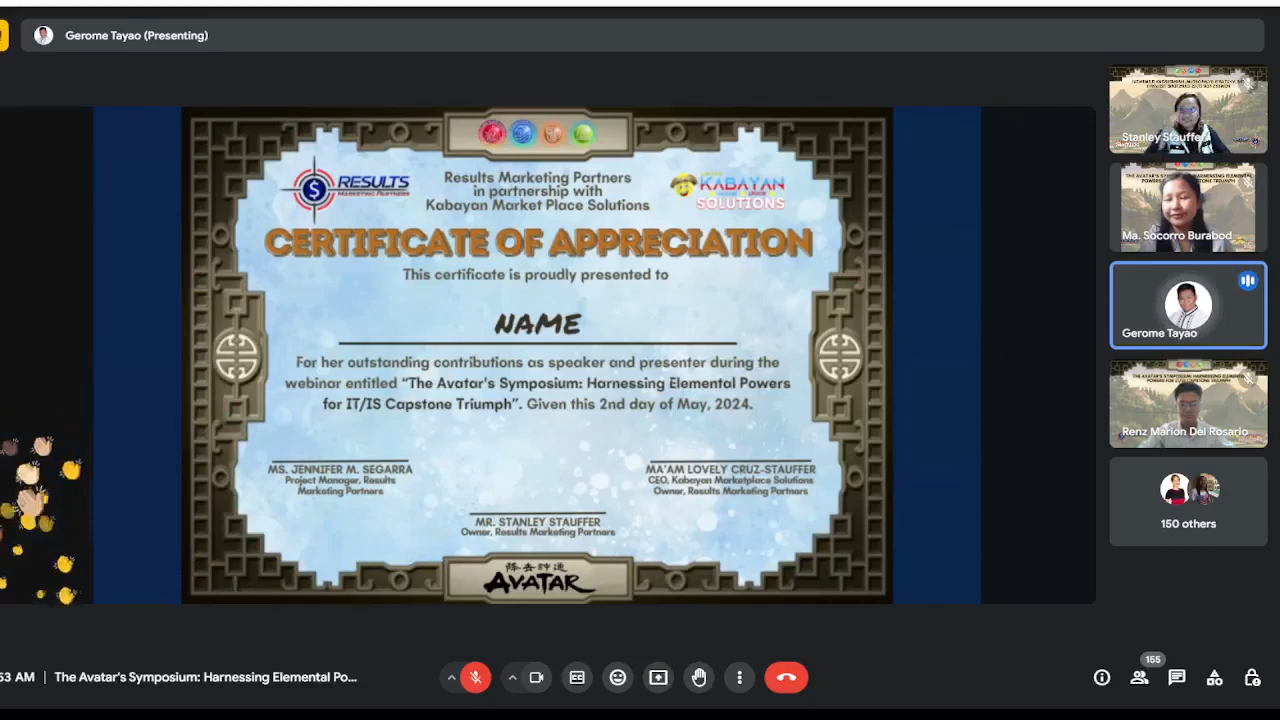 Gerome Tayao (Presenting)
RESULTS
MARKETING PARTNERS
Results Marketing Partners
in partnership with
Kabayan Market Place Solutions
KABAYAN
SOLUTIONS
CERTIFICATE OF APPRECIATION
This certificate is proudly presented to
NAME
For her outstanding contributions as speaker and presenter during the
webinar entitled “The Avatar's Symposium: Harnessing Elemental Powers
for IT/IS Capstone Triumph”. Given this 2nd day of May, 2024.
MS. JENNIFER M. SEGARRA
Project Manager, Results
Marketing Partners
MA'AM LOVELY CRUZ-STAUFFER
CEO, Kabayan Marketplace Solutions
Owner, Results Marketing Partners
MR. STANLEY STAUFFER
Owner, Results Marketing Partners
AVATAR
Stanley Stauffer
Ma. Socorro Burabod
Gerome Tayao
Renz Marion Del Rosario
150 others
53 AM | The Avatar's Symposium: Harnessing Elemental Po...
155